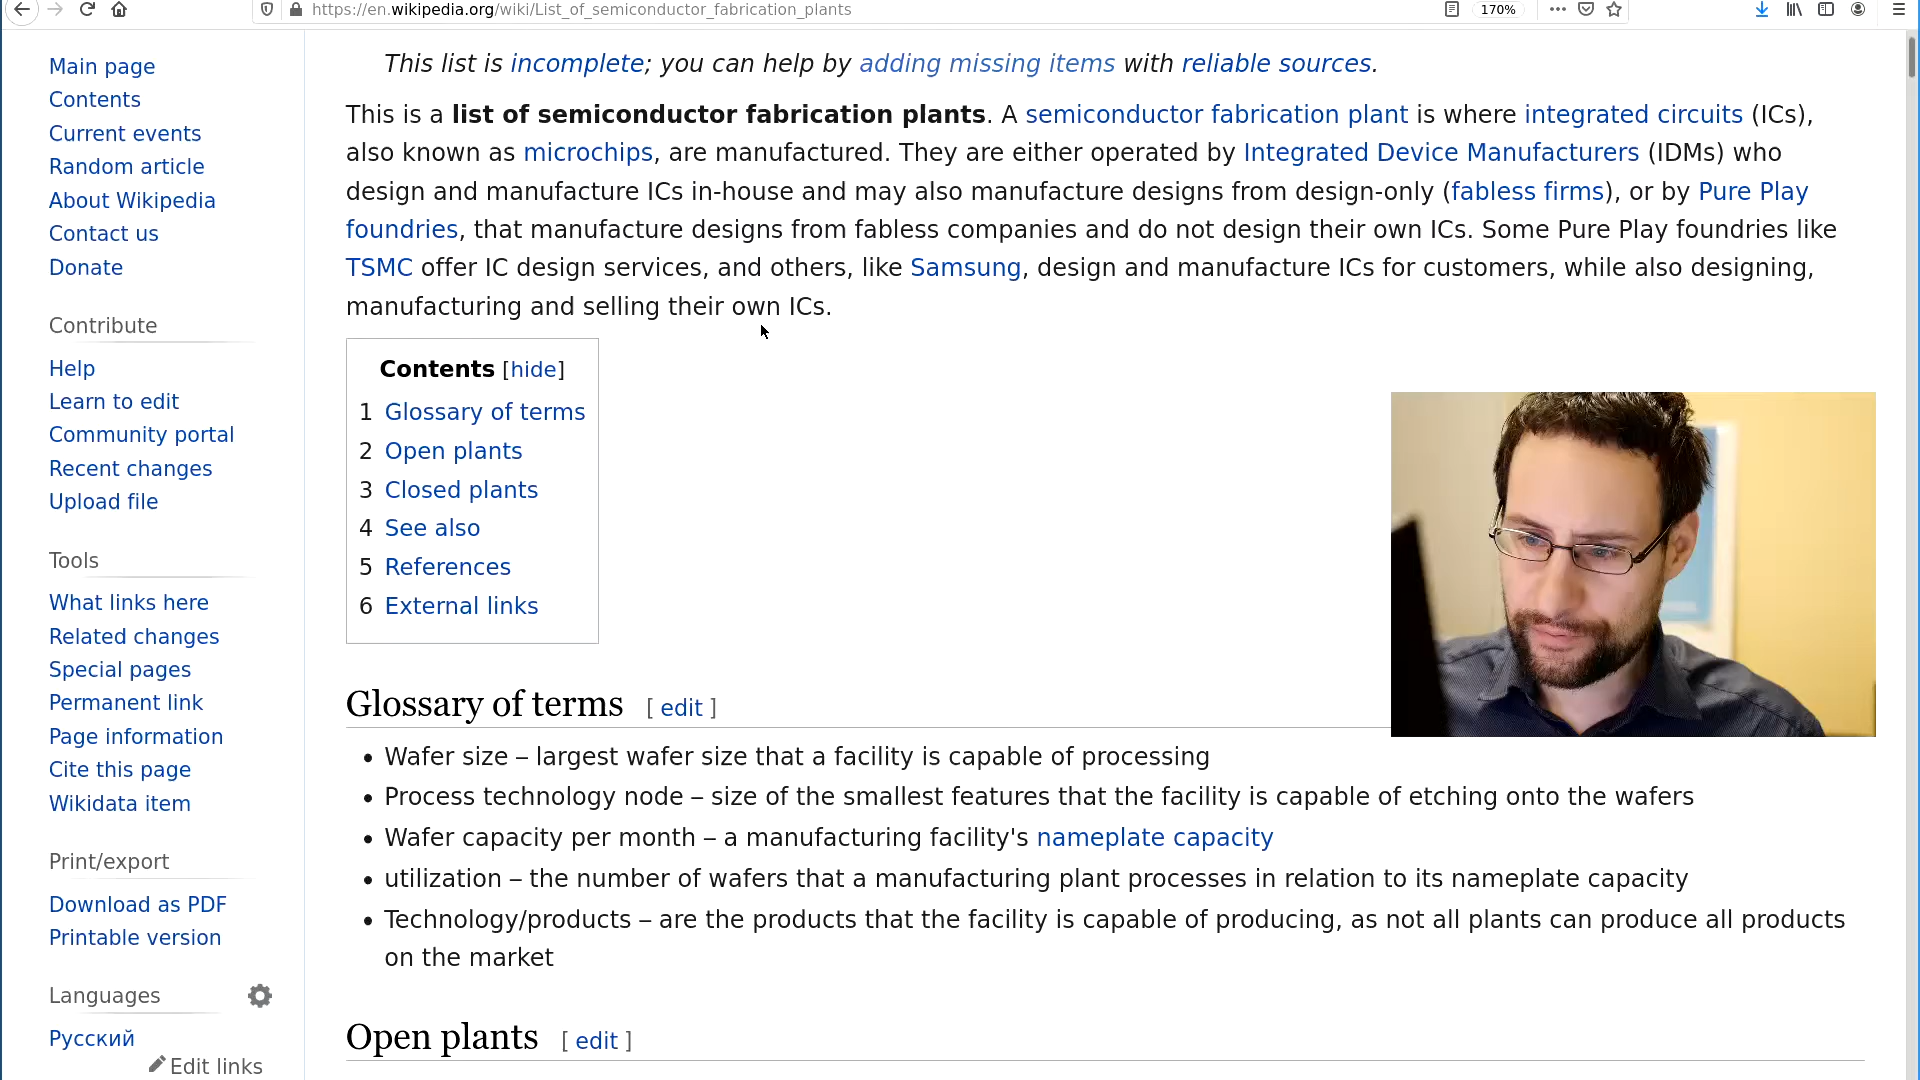 https://en.wikipedia.org/wiki/List_of_semiconductor_fabrication_plants
170%
Main page
Contents
Current events
Random article
About Wikipedia
Contact us
Donate
Contribute
Help
Learn to edit
Community portal
Recent changes
Upload file
Tools
What links here
Related changes
Special pages
Permanent link
Page information
Cite this page
Wikidata item
Print/export
Download as PDF
Printable version
Languages
Русский
Edit links
This list is incomplete; you can help by adding missing items with reliable sources.
This is a list of semiconductor fabrication plants. A semiconductor fabrication plant is where integrated circuits (ICs),
also known as microchips, are manufactured. They are either operated by Integrated Device Manufacturers (IDMs) who
design and manufacture ICs in-house and may also manufacture designs from design-only (fabless firms), or by Pure Play
foundries, that manufacture designs from fabless companies and do not design their own ICs. Some Pure Play foundries like
TSMC offer IC design services, and others, like Samsung, design and manufacture ICs for customers, while also designing,
manufacturing and selling their own ICs.
Contents [hide]
1 Glossary of terms
2 Open plants
3 Closed plants
4 See also
5 References
6 External links
Glossary of terms [ edit ]
• Wafer size – largest wafer size that a facility is capable of processing
• Process technology node – size of the smallest features that the facility is capable of etching onto the wafers
• Wafer capacity per month – a manufacturing facility's nameplate capacity
• utilization – the number of wafers that a manufacturing plant processes in relation to its nameplate capacity
• Technology/products – are the products that the facility is capable of producing, as not all plants can produce all products
on the market
Open plants [ edit ]